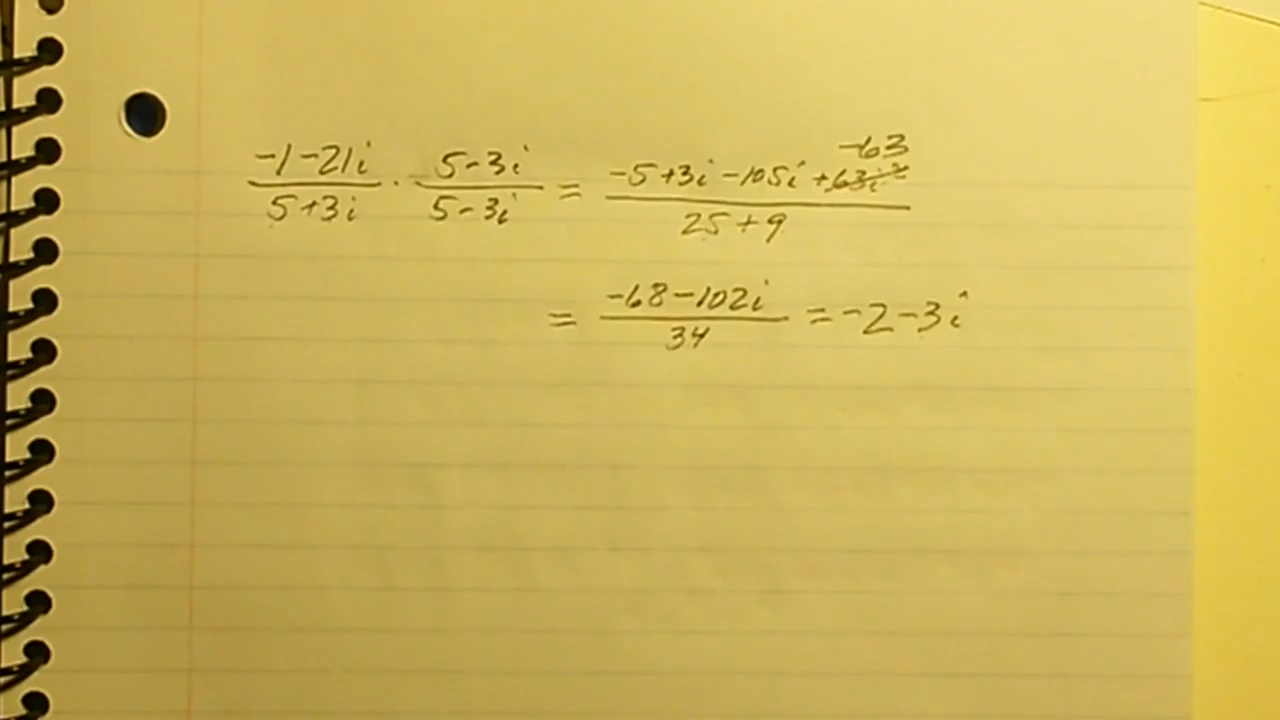 (-1-21i)/(5+3i) · (5-3i)/(5-3i) = (-5+3i-105i+63i² -63)/(25+9)
= (-68-102i)/34 = -2-3i